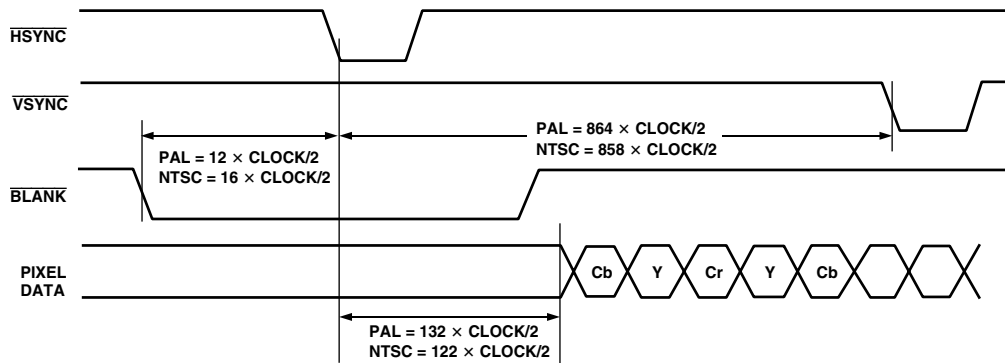 HSYNC
VSYNC
PAL = 12 × CLOCK/2
NTSC = 16 × CLOCK/2
PAL = 864 × CLOCK/2
NTSC = 858 × CLOCK/2
BLANK
PIXEL
DATA
Cb Y Cr Y Cb
PAL = 132 × CLOCK/2
NTSC = 122 × CLOCK/2